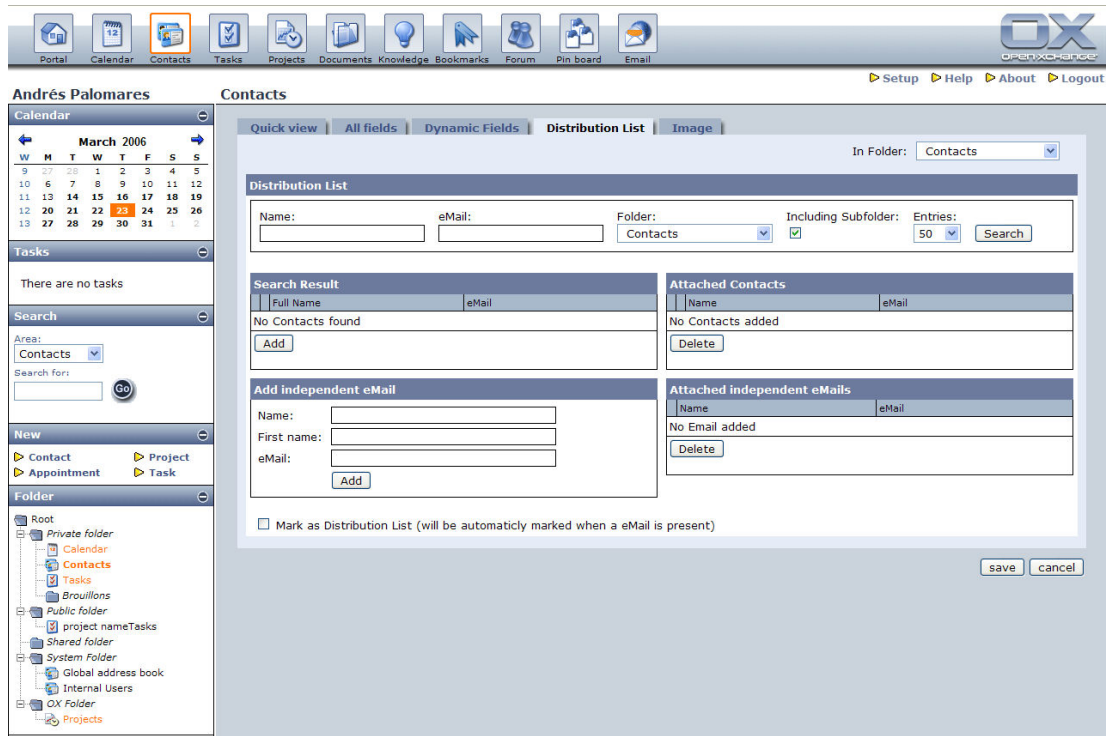 Portal Calendar Contacts Tasks Projects Documents Knowledge Bookmarks Forum Pin board Email
OX
OPEN-XCHANGE
Setup Help About Logout
Andrés Palomares
Calendar
March 2006
W M T W T F S S
9 27 28 1 2 3 4 5
10 6 7 8 9 10 11 12
11 13 14 15 16 17 18 19
12 20 21 22 23 24 25 26
13 27 28 29 30 31 1 2
Tasks
There are no tasks
Search
Area:
Contacts
Search for:
Go
New
Contact Project
Appointment Task
Folder
Root
Private folder
Calendar
Contacts
Tasks
Brouillons
Public folder
project nameTasks
Shared folder
System Folder
Global address book
Internal Users
OX Folder
Projects
Contacts
Quick view All fields Dynamic Fields Distribution List Image
In Folder: Contacts
Distribution List
Name: eMail: Folder: Including Subfolder: Entries:
Contacts 50 Search
Search Result
Full Name eMail
No Contacts found
Add
Attached Contacts
Name eMail
No Contacts added
Delete
Add independent eMail
Name:
First name:
eMail:
Add
Attached independent eMails
Name eMail
No Email added
Delete
Mark as Distribution List (will be automaticly marked when a eMail is present)
save cancel